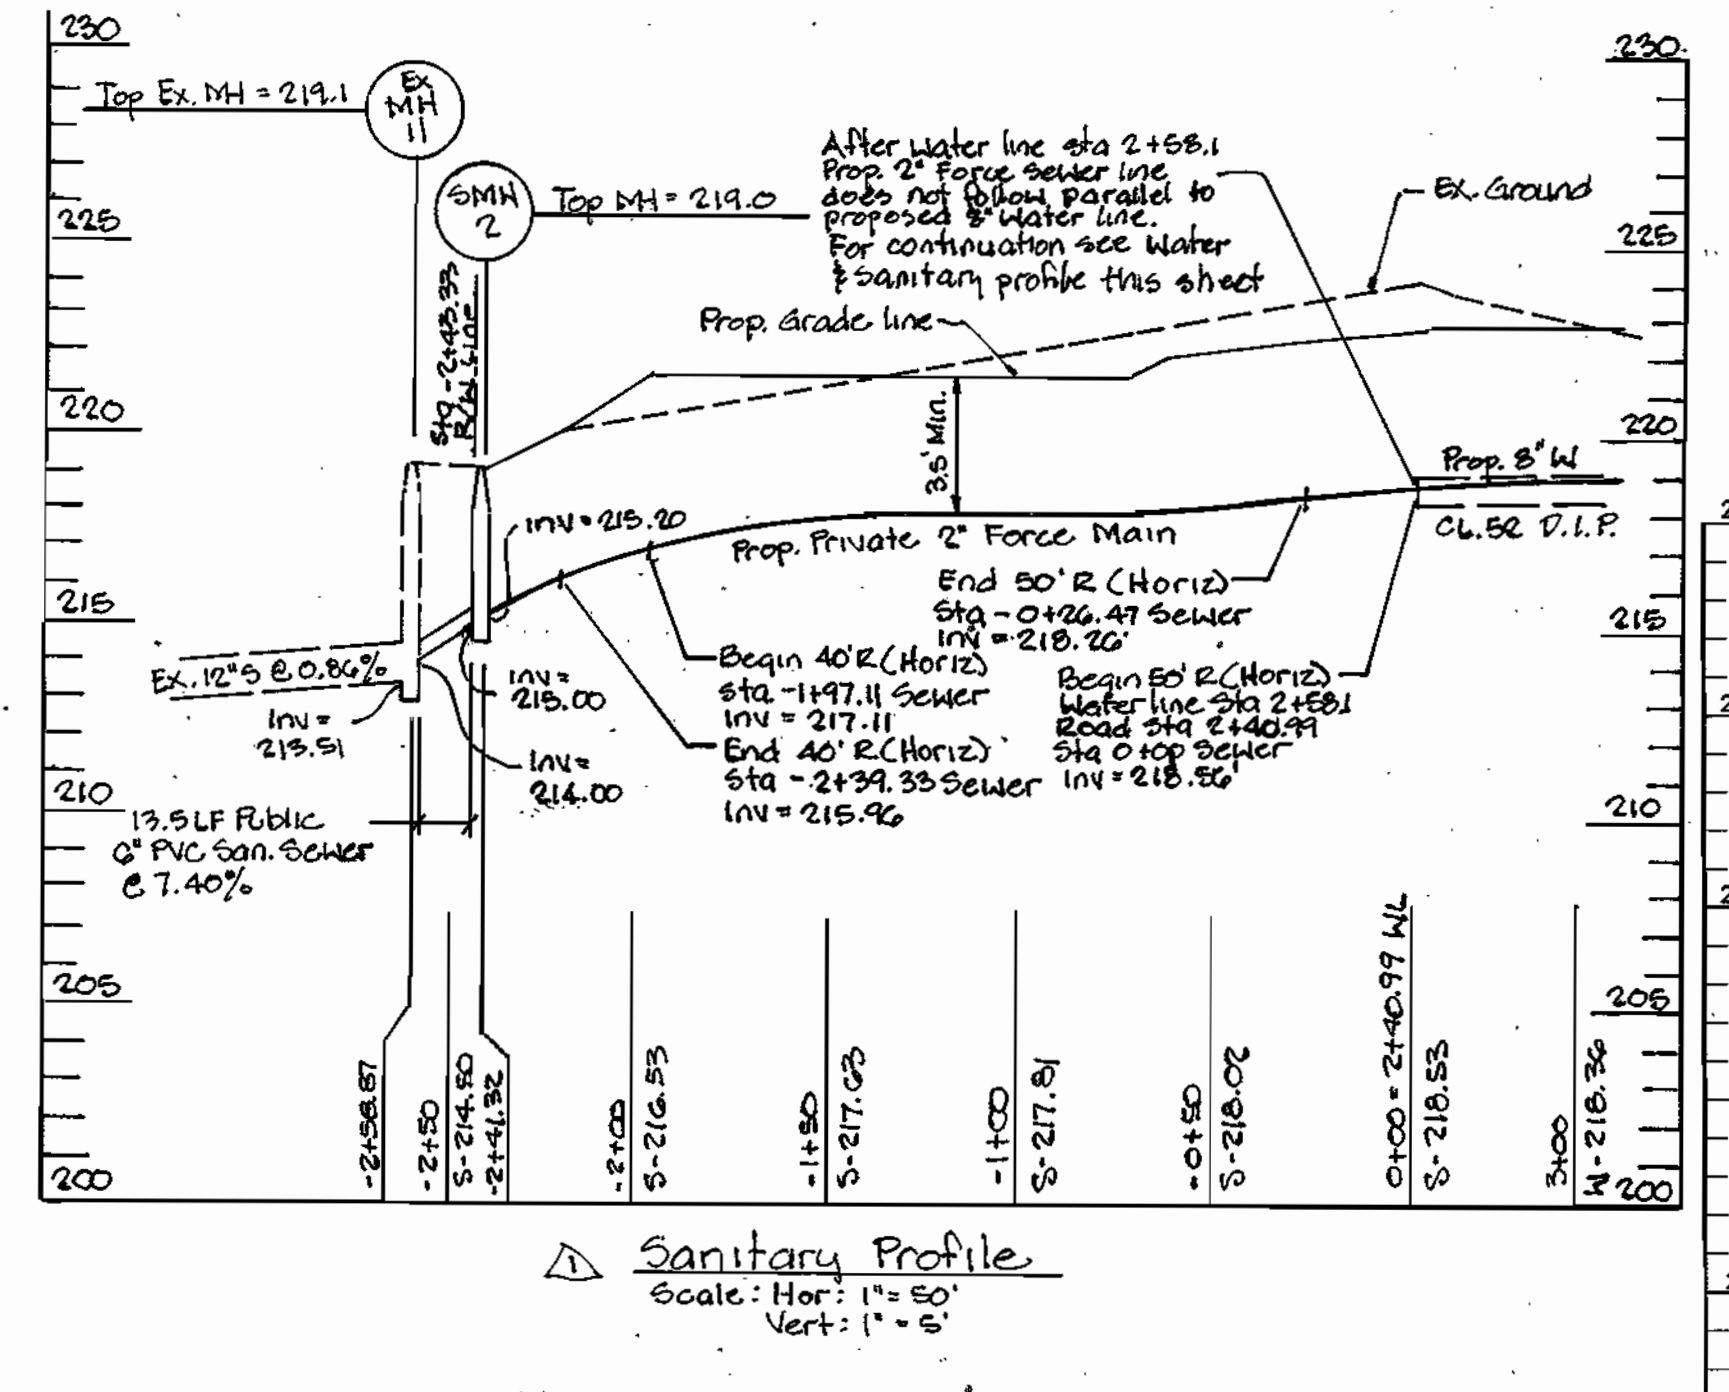 230
230
Top Ex. MH = 219.1
Ex
MH
11
SMH
2
Top MH = 219.0
After water line sta 2+58.1
Prop. 2" Force Sewer line
does not follow parallel to
proposed 8" Water line.
For continuation see Water
& Sanitary profile this sheet
Ex. Ground
225
225
Sta -2+43.33
R/W Line
Prop. Grade line
220
220
3.5' Min.
Prop. 8" W
CL.52 D.I.P.
Inv = 215.20
Prop. Private 2" Force Main
End 50' R (Horiz)
Sta -0+26.47 Sewer
Inv = 218.26'
215
215
Ex. 12" S @ 0.86%
Inv =
213.51
Inv =
215.00
Inv =
214.00
Begin 40' R (Horiz)
Sta -1+97.11 Sewer
Inv = 217.11
End 40' R (Horiz)
Sta -2+39.33 Sewer
Inv = 215.96
Begin 50' R (Horiz)
Waterline Sta 2+58.1
Road Sta 2+40.99
Sta 0+00 Sewer
Inv = 218.56'
210
210
13.5 LF Public
6" PVC San. Sewer
@ 7.40%
205
205
-2+58.87
-2+50
S-214.50
-2+41.32
-2+00
S-216.53
-1+50
S-217.63
-1+00
S-217.81
-0+50
S-218.02
0+00 = 2+40.99 WL
S-218.53
3+00
W-218.36
200
200
1
Sanitary Profile
Scale: Hor: 1" = 50'
Vert: 1" = 5'